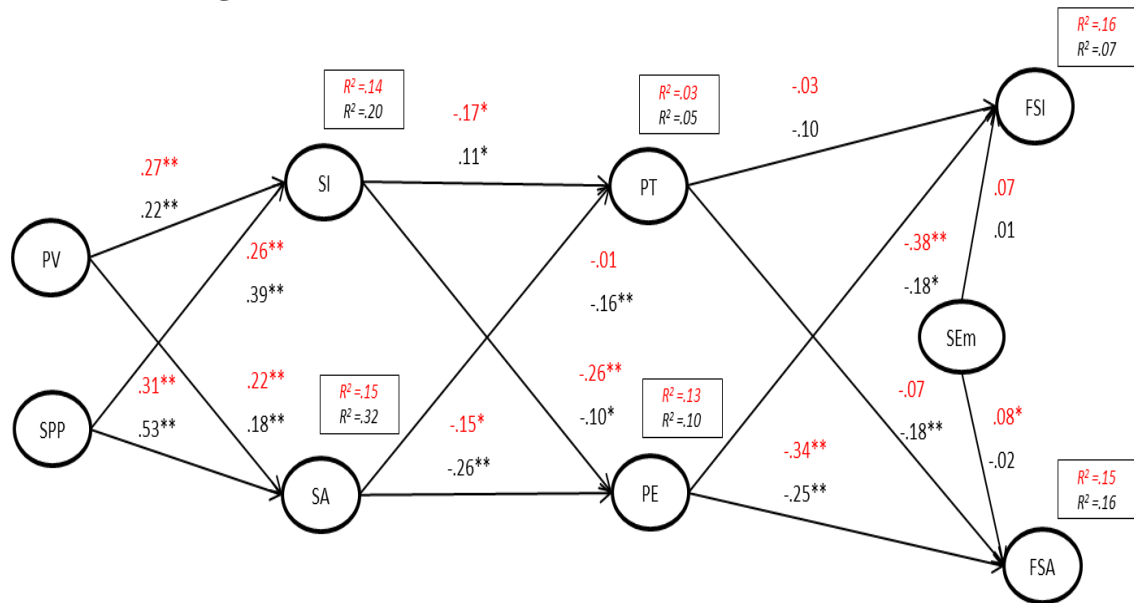 R² =.16
R² =.07
FSI
R² =.14
R² =.20
R² =.03
R² =.05
-.03
-.10
-.17*
.11*
.27**
.22**
SI
PT
.07
.01
PV
.26**
.39**
-.01
-.16**
-.38**
-.18*
SEm
.31**
.53**
.22**
.18**
SPP
R² =.15
R² =.32
-.26**
-.10*
R² =.13
R² =.10
-.07
-.18**
.08*
-.02
-.15*
-.26**
-.34**
-.25**
SA
PE
R² =.15
R² =.16
FSA